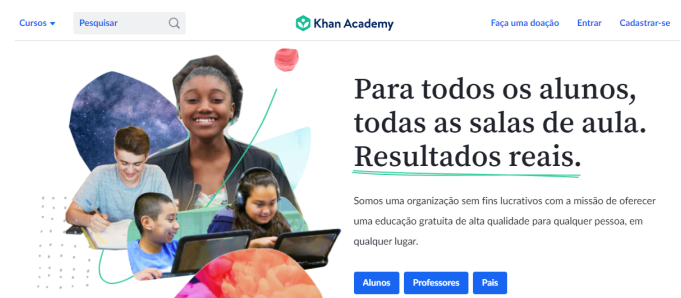 Cursos
Pesquisar
Khan Academy
Faça uma doação
Entrar
Cadastrar-se
Para todos os alunos,
todas as salas de aula.
Resultados reais.
Somos uma organização sem fins lucrativos com a missão de oferecer
uma educação gratuita de alta qualidade para qualquer pessoa, em
qualquer lugar.
Alunos
Professores
Pais